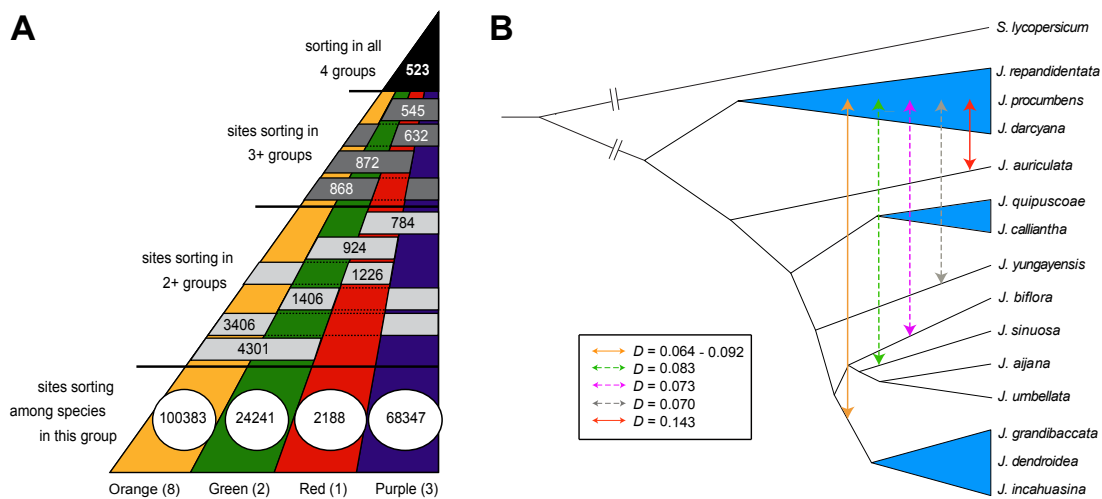 A
sorting in all
4 groups
523
545
sites sorting in
3+ groups
632
872
868
784
sites sorting in
2+ groups
924
1226
1406
3406
4301
sites sorting
among species
in this group
100383
24241
2188
68347
Orange (8)
Green (2)
Red (1)
Purple (3)
B
S. lycopersicum
J. repandidentata
J. procumbens
J. darcyana
J. auriculata
J. quipuscoae
J. calliantha
J. yungayensis
J. biflora
J. sinuosa
J. aijana
J. umbellata
J. grandibaccata
J. dendroidea
J. incahuasina
D = 0.064 - 0.092
D = 0.083
D = 0.073
D = 0.070
D = 0.143